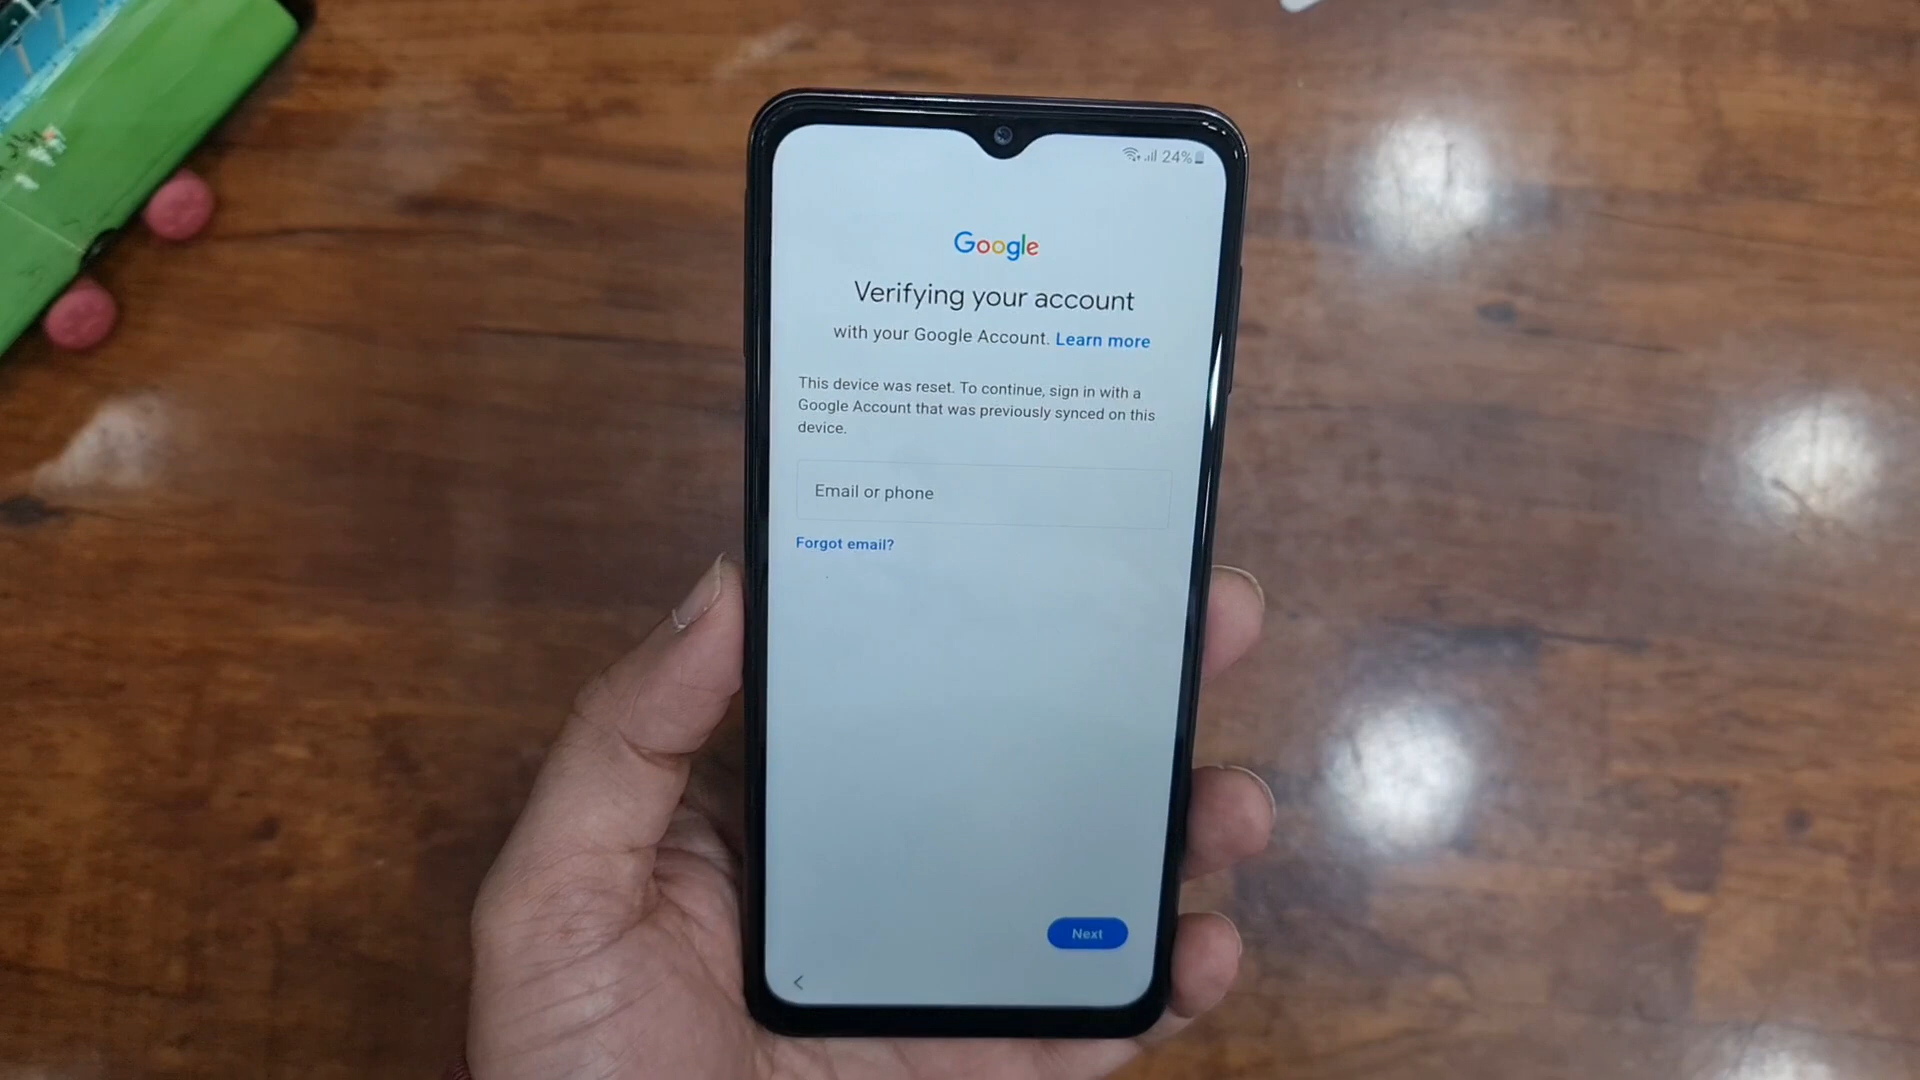 24%
Google
Verifying your account
with your Google Account. Learn more
This device was reset. To continue, sign in with a
Google Account that was previously synced on this
device.
Email or phone
Forgot email?
Next